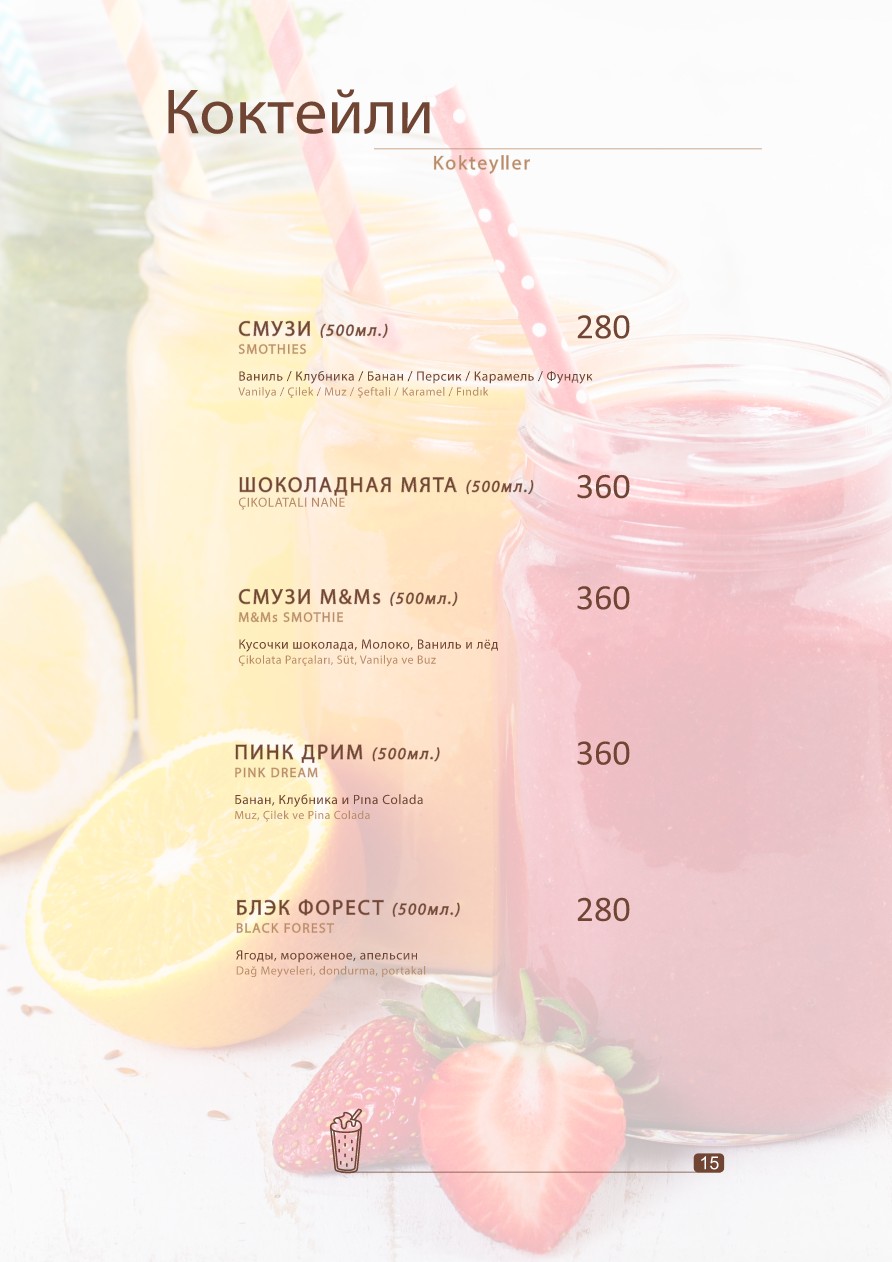 Коктейли
Kokteyller
СМУЗИ (500мл.) 280
SMOTHIES
Ваниль / Клубника / Банан / Персик / Карамель / Фундук
Vanilya / Çilek / Muz / Şeftali / Karamel / Fındık
ШОКОЛАДНАЯ МЯТА (500мл.) 360
ÇIKOLATALI NANE
СМУЗИ M&Ms (500мл.) 360
M&Ms SMOTHIE
Кусочки шоколада, Молоко, Ваниль и лёд
Çikolata Parçaları, Süt, Vanilya ve Buz
ПИНК ДРИМ (500мл.) 360
PINK DREAM
Банан, Клубника и Pına Colada
Muz, Çilek ve Pina Colada
БЛЭК ФОРЕСТ (500мл.) 280
BLACK FOREST
Ягоды, мороженое, апельсин
Dağ Meyveleri, dondurma, portakal
15